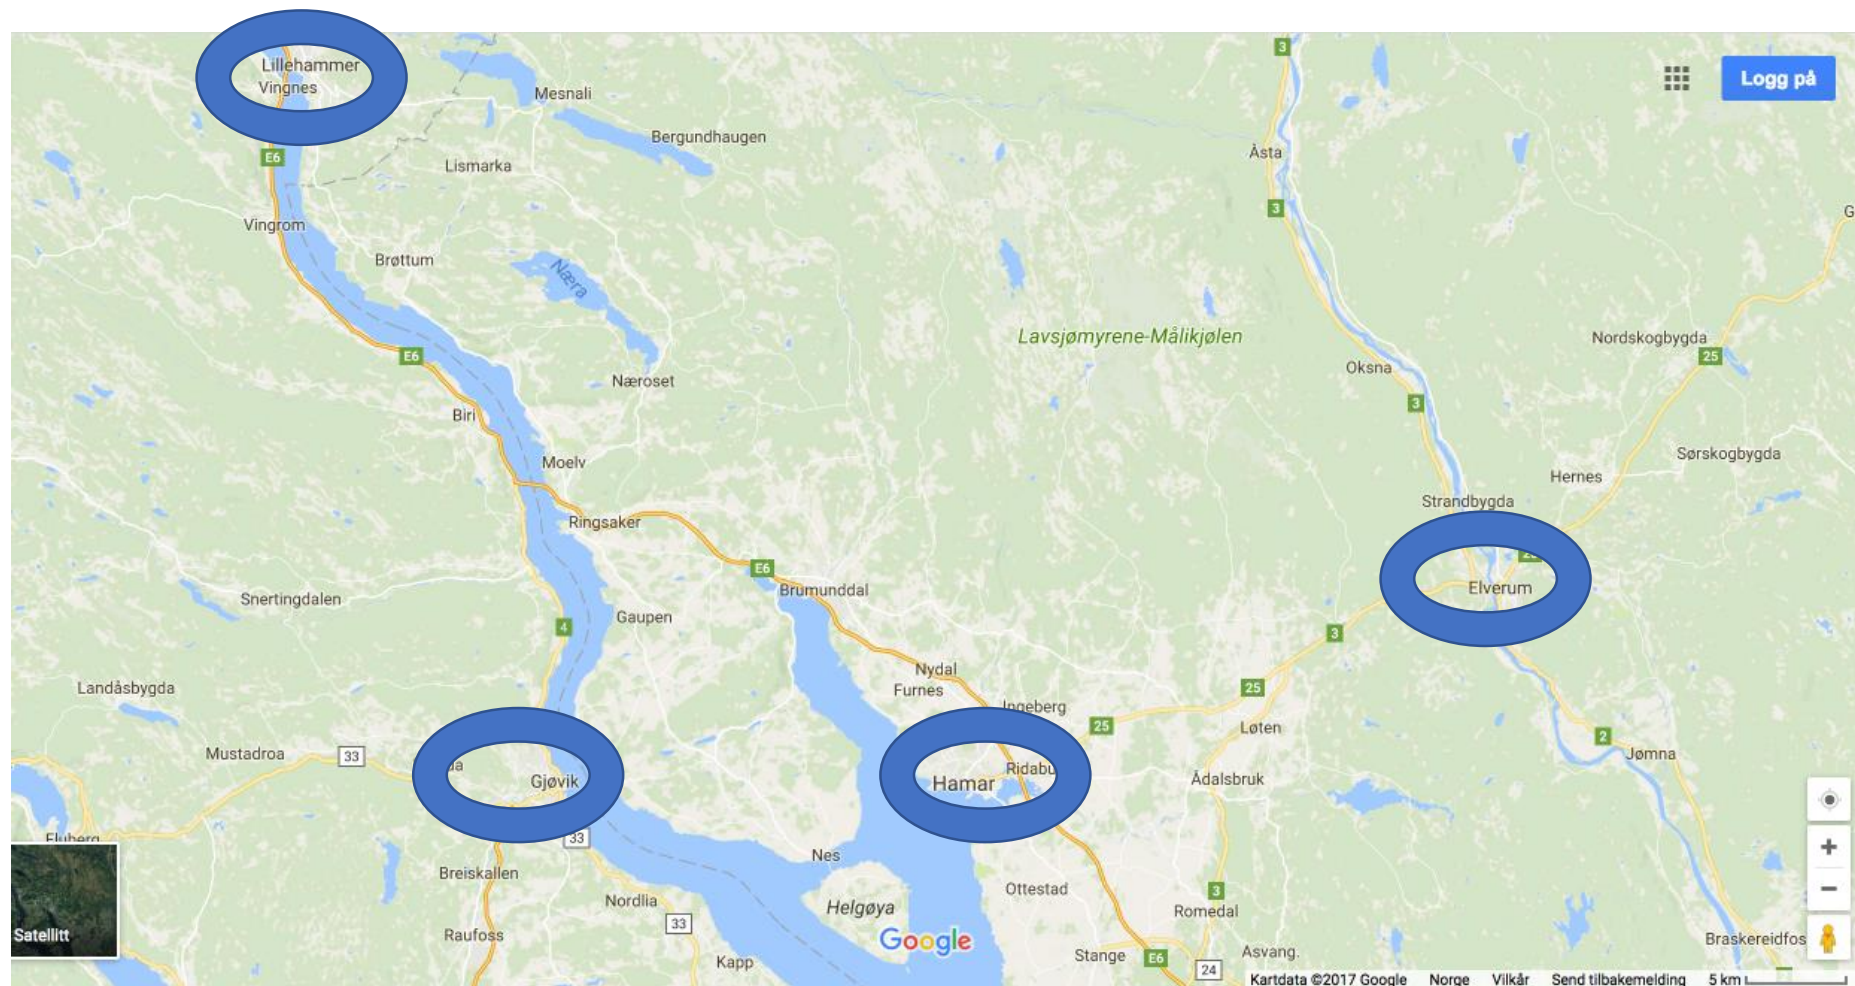 Lillehammer
Vingnes
3
Logg på
Mesnali
Bergundhaugen
E6
Lismarka
Åsta
3
G
Vingrom
Brøttum
Næra
Lavsjømyrene-Målikjølen
Nordskogbygda
25
E6
Oksna
Næroset
3
Biri
Sørskogbygda
Moelv
Hernes
Strandbygda
Ringsaker
E6
Brumunddal
Elverum
Snertingdalen
Gaupen
4
3
Nydal
Furnes
Landåsbygda
25
Ingeberg
25
Løten
2
Jømna
Mustadroa
33
Gjøvik
Hamar
Ridabu
Ådalsbruk
33
Nes
Breiskallen
Ottestad
3
Nordlia
Helgøya
Romedal
33
Raufoss
Google
Satellitt
Braskereidfos
Kapp
Stange
E6
Asvang.
24
Kartdata ©2017 Google Norge Vilkår Send tilbakemelding 5 km